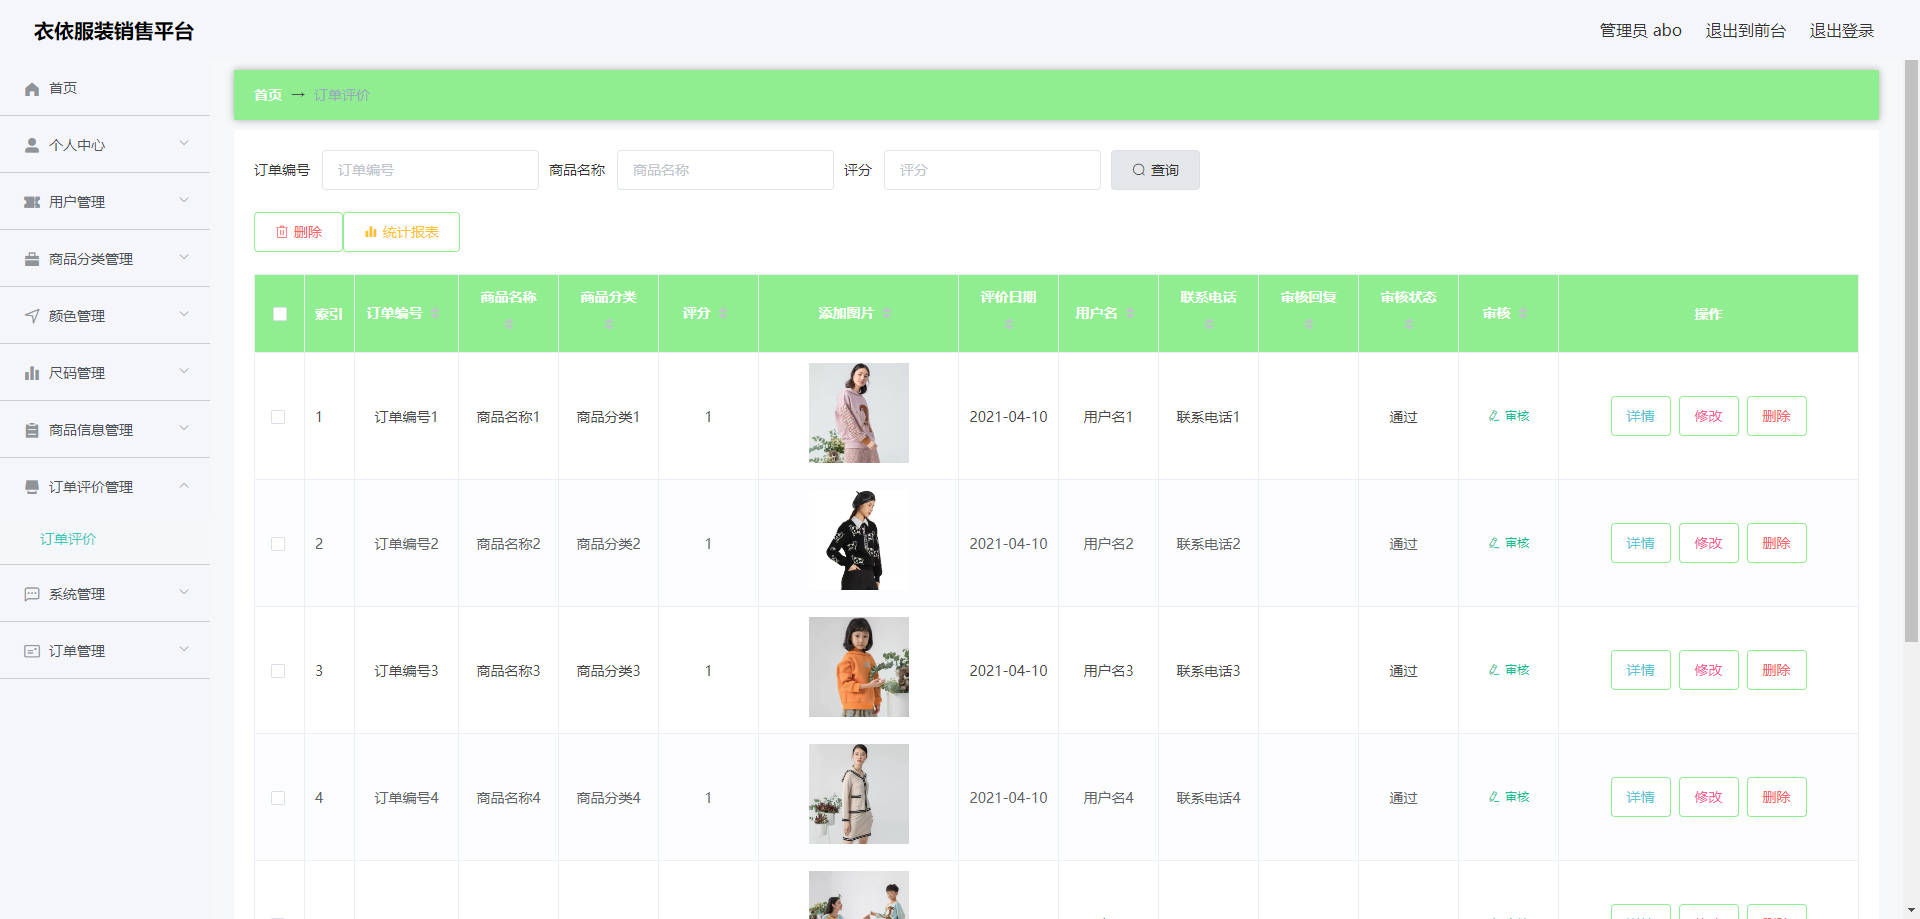 衣依服装销售平台
管理员 abo 退出到前台 退出登录
首页
个人中心
用户管理
商品分类管理
颜色管理
尺码管理
商品信息管理
订单评价管理
订单评价
系统管理
订单管理
首页 → 订单评价
订单编号 订单编号 商品名称 商品名称 评分 评分 查询
删除 统计报表
索引 订单编号 商品名称 商品分类 评分 添加图片 评价日期 用户名 联系电话 审核回复 审核状态 审核 操作
1 订单编号1 商品名称1 商品分类1 1 2021-04-10 用户名1 联系电话1 通过 审核 详情 修改 删除
2 订单编号2 商品名称2 商品分类2 1 2021-04-10 用户名2 联系电话2 通过 审核 详情 修改 删除
3 订单编号3 商品名称3 商品分类3 1 2021-04-10 用户名3 联系电话3 通过 审核 详情 修改 删除
4 订单编号4 商品名称4 商品分类4 1 2021-04-10 用户名4 联系电话4 通过 审核 详情 修改 删除